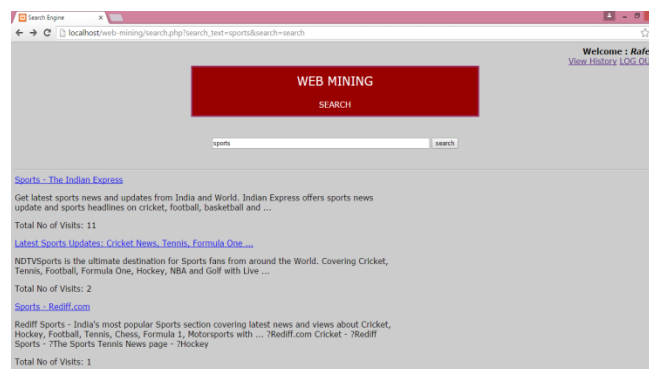 Search Engine
localhost/web-mining/search.php?search_text=sports&search=search
Welcome : Rafe
View History LOG OU
WEB MINING
SEARCH
sports search
Sports - The Indian Express
Get latest sports news and updates from India and World. Indian Express offers sports news
update and sports headlines on cricket, football, basketball and ...
Total No of Visits: 11
Latest Sports Updates: Cricket News, Tennis, Formula One ...
NDTVSports is the ultimate destination for Sports fans from around the World. Covering Cricket,
Tennis, Football, Formula One, Hockey, NBA and Golf with Live ...
Total No of Visits: 2
Sports - Rediff.com
Rediff Sports - India's most popular Sports section covering latest news and views about Cricket,
Hockey, Football, Tennis, Chess, Formula 1, Motorsports with ... ?Rediff.com Cricket - ?Rediff
Sports - ?The Sports Tennis News page - ?Hockey
Total No of Visits: 1